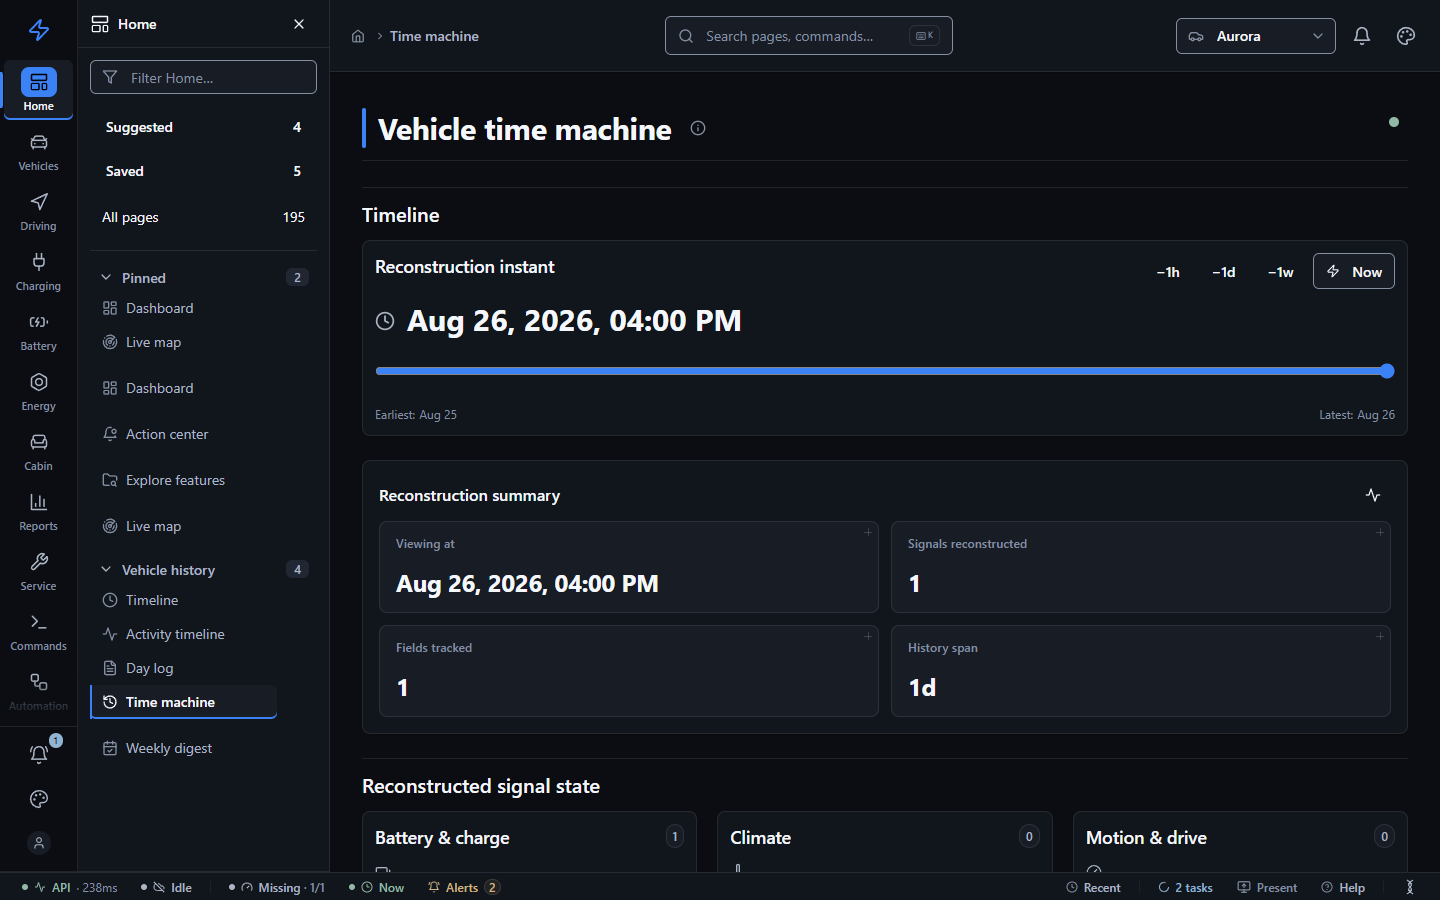 Home
Vehicles
Driving
Charging
Battery
Energy
Cabin
Reports
Service
Commands
Automation
1
Home
Filter Home...
Suggested 4
Saved 5
All pages 195
Pinned 2
Dashboard
Live map
Dashboard
Action center
Explore features
Live map
Vehicle history 4
Timeline
Activity timeline
Day log
Time machine
Weekly digest
Time machine
Search pages, commands...
K
Aurora
Vehicle time machine
Timeline
Reconstruction instant
−1h −1d −1w Now
Aug 26, 2026, 04:00 PM
Earliest: Aug 25 Latest: Aug 26
Reconstruction summary
Viewing at
Aug 26, 2026, 04:00 PM
Signals reconstructed
1
Fields tracked
1
History span
1d
Reconstructed signal state
Battery & charge 1
Climate 0
Motion & drive 0
API · 238ms Idle Missing · 1/1 Now Alerts 2 Recent 2 tasks Present Help